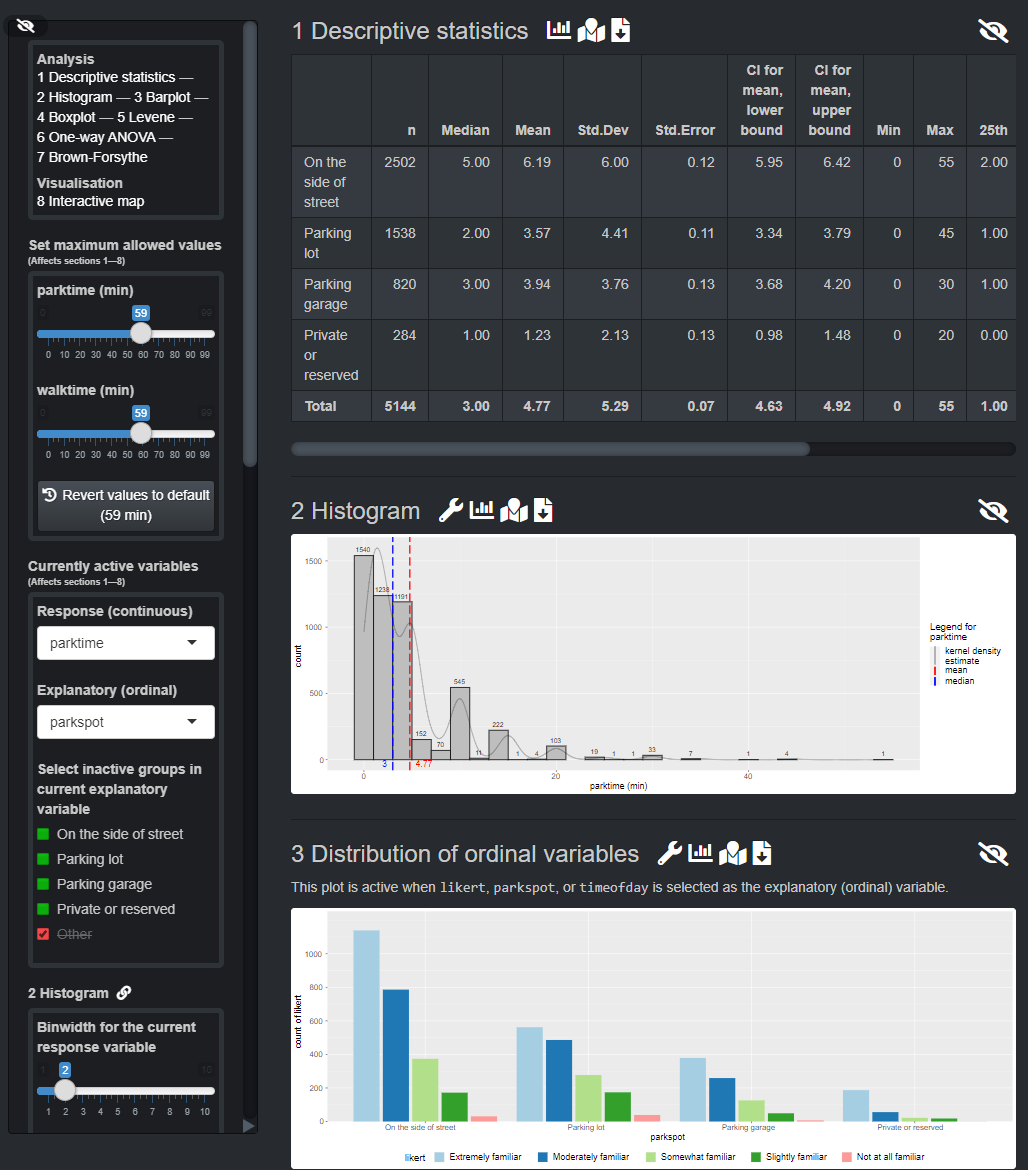 Analysis
1 Descriptive statistics —
2 Histogram — 3 Barplot —
4 Boxplot — 5 Levene —
6 One-way ANOVA —
7 Brown-Forsythe
Visualisation
8 Interactive map
Set maximum allowed values
(Affects sections 1—8)
parktime (min)
0 59 99
0 10 20 30 40 50 60 70 80 90 99
walktime (min)
0 59 99
0 10 20 30 40 50 60 70 80 90 99
Revert values to default
(59 min)
Currently active variables
(Affects sections 1—8)
Response (continuous)
parktime
Explanatory (ordinal)
parkspot
Select inactive groups in
current explanatory
variable
On the side of street
Parking lot
Parking garage
Private or reserved
Other
2 Histogram
Binwidth for the current
response variable
1 2 10
1 2 3 4 5 6 7 8 9 10
1 Descriptive statistics
CI for CI for
mean, mean,
lower upper
n Median Mean Std.Dev Std.Error bound bound Min Max 25th
On the 2502 5.00 6.19 6.00 0.12 5.95 6.42 0 55 2.00
side of
street
Parking 1538 2.00 3.57 4.41 0.11 3.34 3.79 0 45 1.00
lot
Parking 820 3.00 3.94 3.76 0.13 3.68 4.20 0 30 1.00
garage
Private 284 1.00 1.23 2.13 0.13 0.98 1.48 0 20 0.00
or
reserved
Total 5144 3.00 4.77 5.29 0.07 4.63 4.92 0 55 1.00
2 Histogram
1540
1500
1238
1191
1000
count
545
500
222
152
103
70
11 1 4 19 1 1 33 7 1 4 1
0
3 4.77
0 20 40
parktime (min)
Legend for
parktime
kernel density
estimate
mean
median
3 Distribution of ordinal variables
This plot is active when likert, parkspot, or timeofday is selected as the explanatory (ordinal) variable.
1000
800
600
count of likert
400
200
0
On the side of street Parking lot Parking garage Private or reserved
parkspot
likert Extremely familiar Moderately familiar Somewhat familiar Slightly familiar Not at all familiar